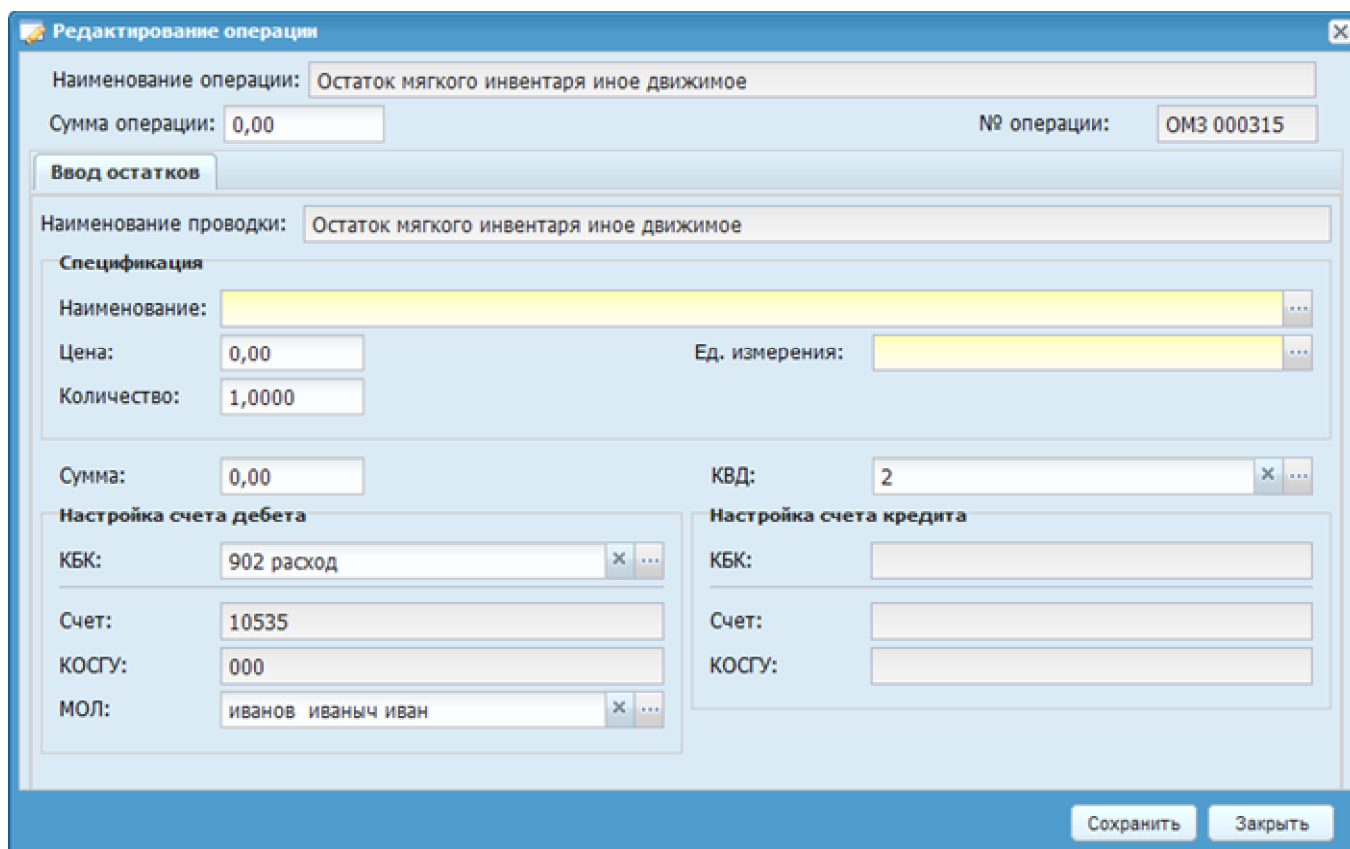 Редактирование операции
Наименование операции: Остаток мягкого инвентаря иное движимое
Сумма операции: 0,00 № операции: ОМЗ 000315
Ввод остатков
Наименование проводки: Остаток мягкого инвентаря иное движимое
Спецификация
Наименование: ...
Цена: 0,00 Ед. измерения: ...
Количество: 1,0000
Сумма: 0,00 КВД: 2 ...
Настройка счета дебета Настройка счета кредита
КБК: 902 расход ... КБК:
Счет: 10535 Счет:
КОСГУ: 000 КОСГУ:
МОЛ: иванов иваныч иван ...
Сохранить Закрыть